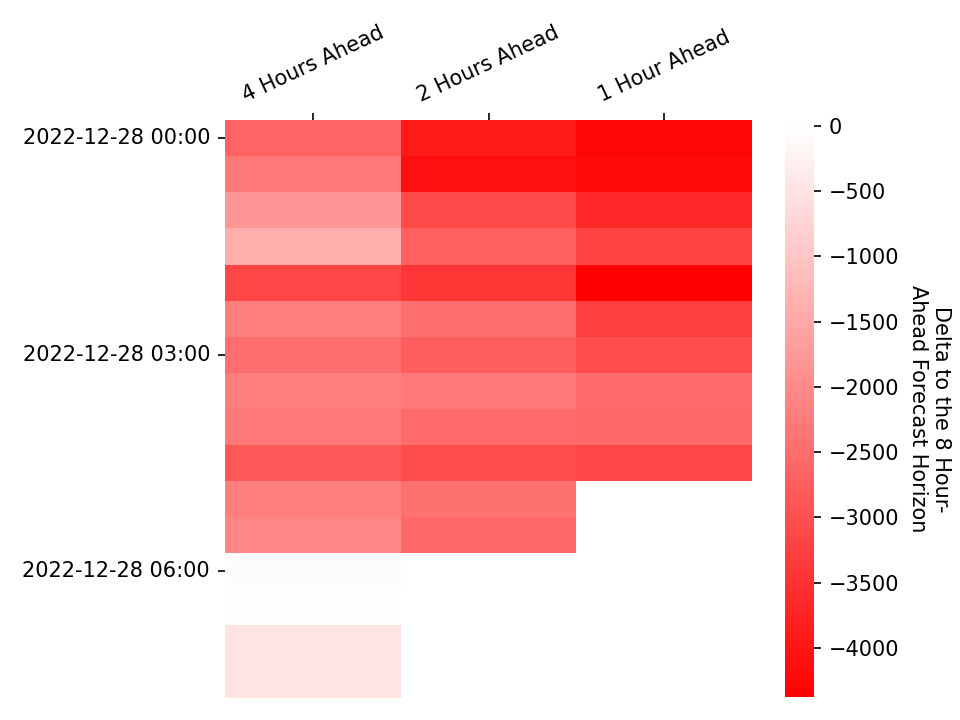 4 Hours Ahead
2 Hours Ahead
1 Hour Ahead
2022-12-28 00:00
2022-12-28 03:00
2022-12-28 06:00
0
−500
−1000
−1500
−2000
−2500
−3000
−3500
−4000
Delta to the 8 Hour-
Ahead Forecast Horizon